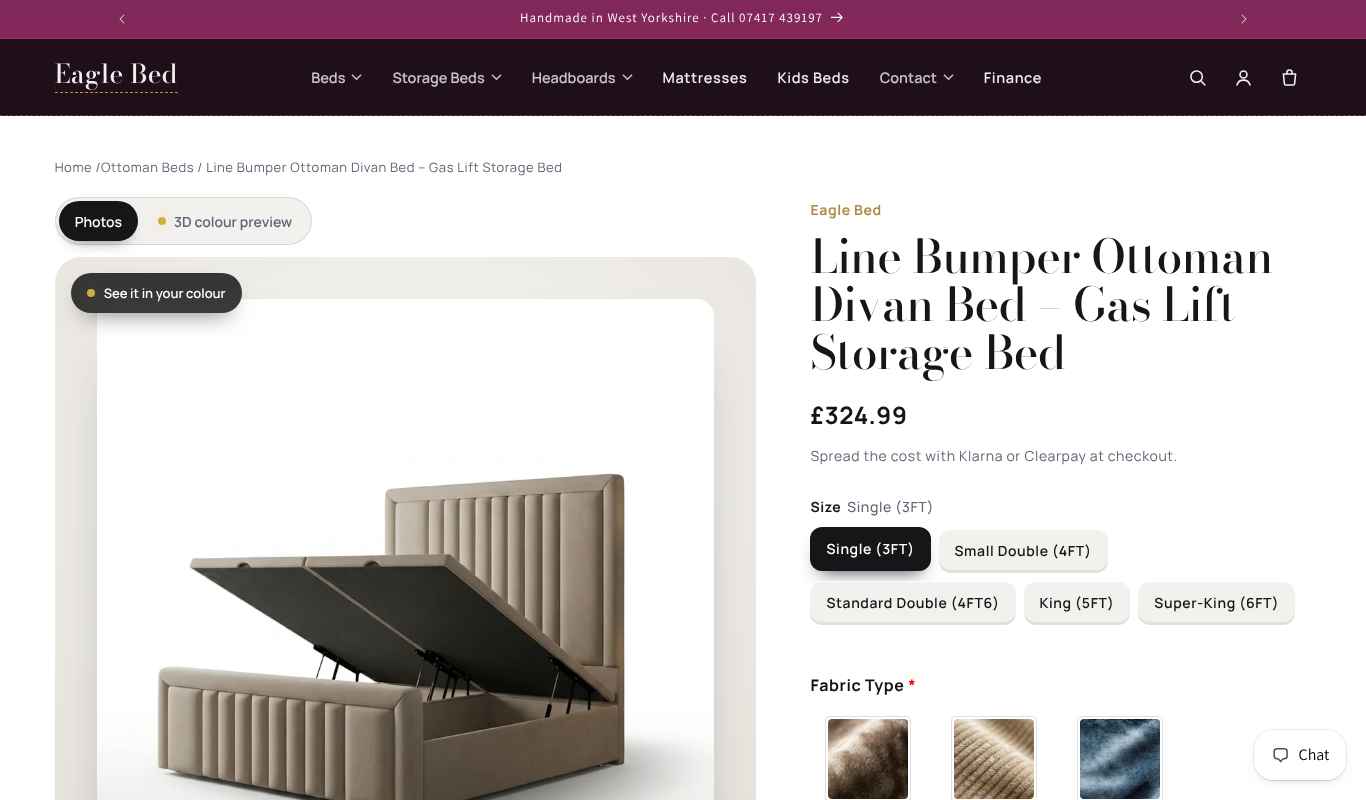 Handmade in West Yorkshire · Call 07417 439197
Eagle Bed
Beds
Storage Beds
Headboards
Mattresses
Kids Beds
Contact
Finance
Home /Ottoman Beds / Line Bumper Ottoman Divan Bed – Gas Lift Storage Bed
Photos
3D colour preview
See it in your colour
Eagle Bed
Line Bumper Ottoman
Divan Bed – Gas Lift
Storage Bed
£324.99
Spread the cost with Klarna or Clearpay at checkout.
Size Single (3FT)
Single (3FT)
Small Double (4FT)
Standard Double (4FT6)
King (5FT)
Super-King (6FT)
Fabric Type *
Chat